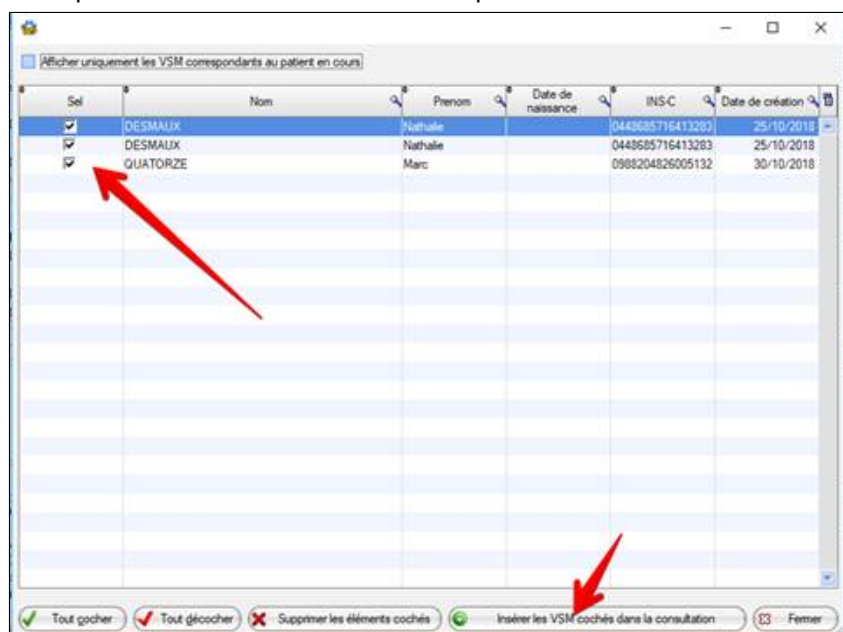 Afficher uniquement les VSM correspondants au patient en cours
Sel Nom Prenom Date de naissance INS-C Date de création
DESMAUX Nathalie 0448685716413283 25/10/2018
DESMAUX Nathalie 0448685716413283 25/10/2018
QUATORZE Marc 0988204826005132 30/10/2018
Tout cocher Tout décocher Supprimer les éléments cochés Insérer les VSM cochés dans la consultation Fermer